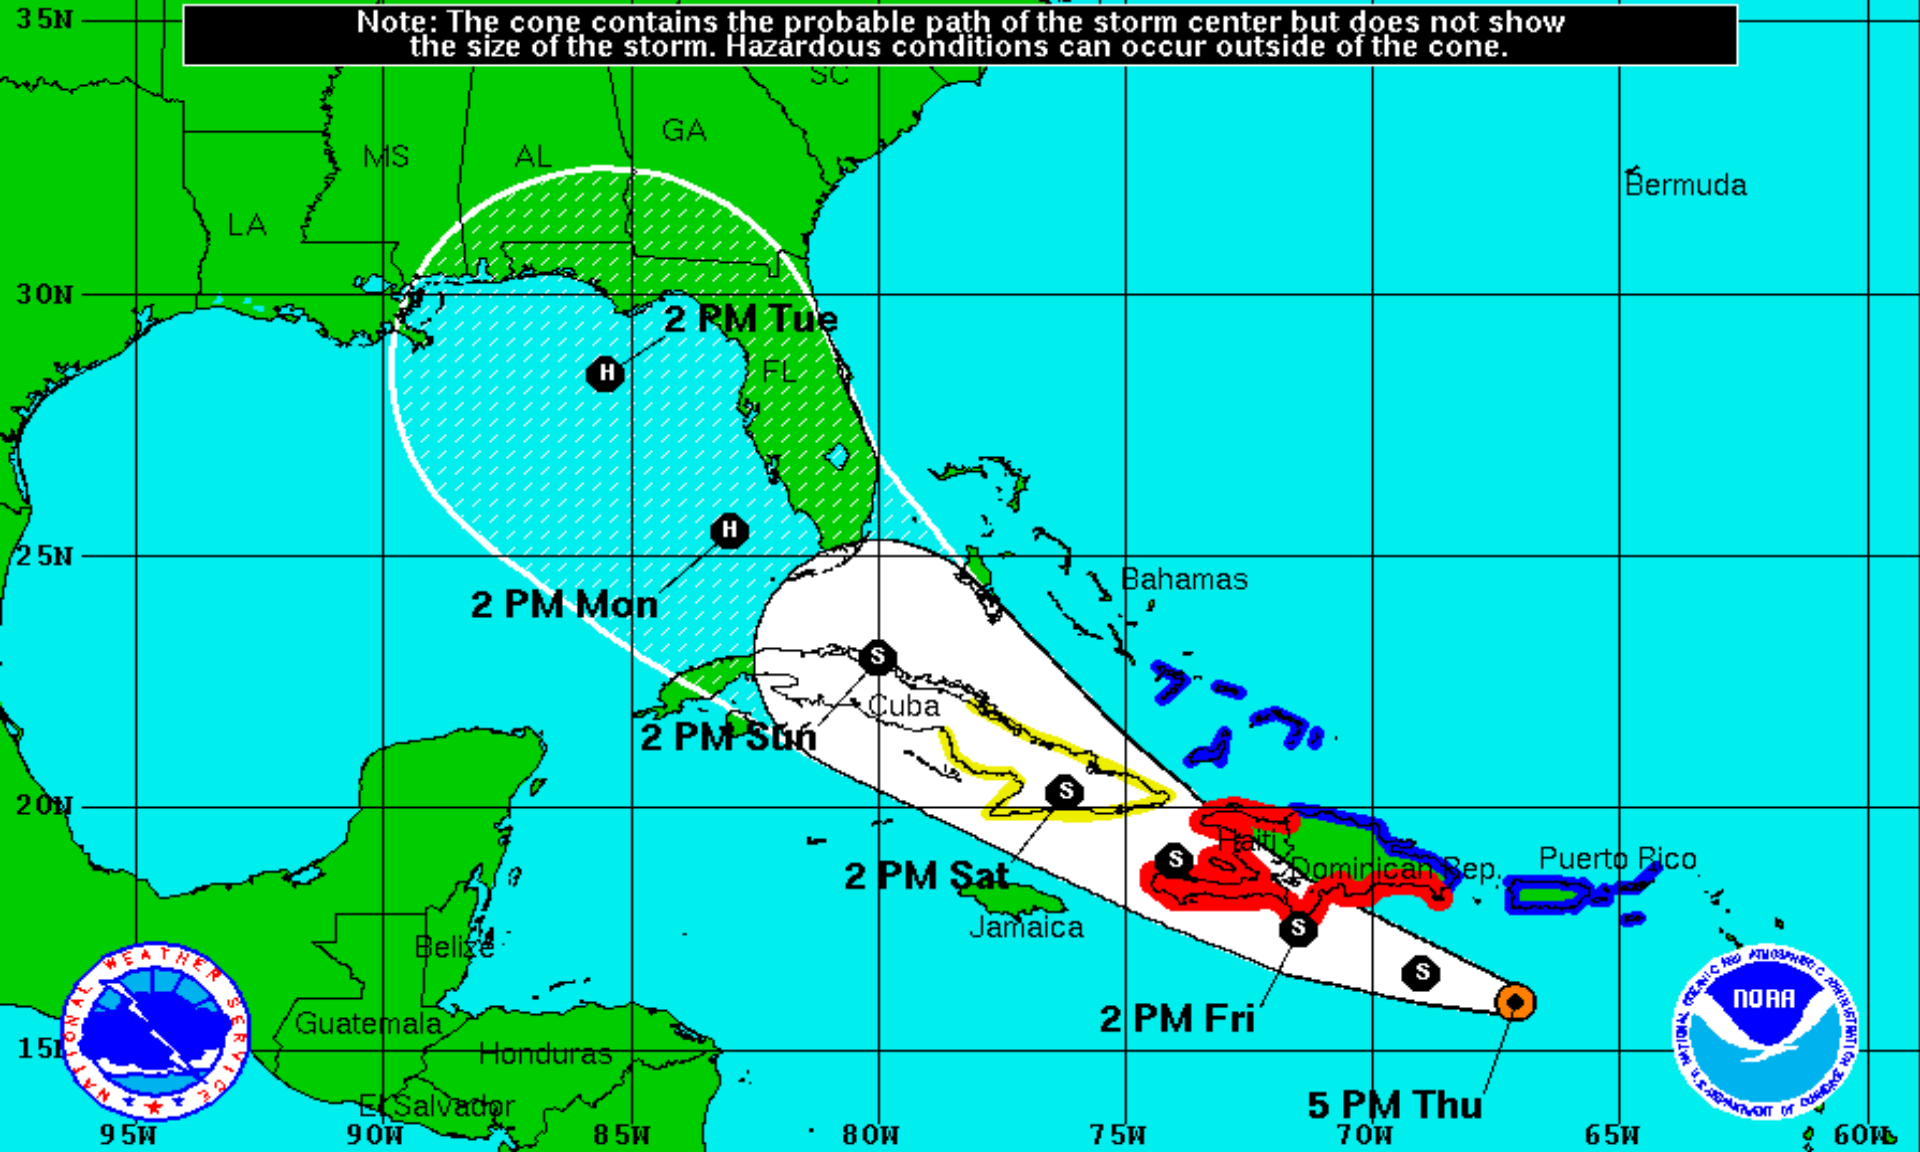 Note: The cone contains the probable path of the storm center but does not show
the size of the storm. Hazardous conditions can occur outside of the cone.
35N
SC
GA
MS
AL
Bermuda
LA
30N
2 PM Tue
H
FL
H
25N
Bahamas
2 PM Mon
S
Cuba
2 PM Sun
S
20N
Haiti
S
Puerto Rico
Dominican Rep.
2 PM Sat
Jamaica
S
Belize
S
NATIONAL WEATHER SERVICE
NOAA
2 PM Fri
Guatemala
15N
Honduras
5 PM Thu
El Salvador
95W
90W
85W
80W
75W
70W
65W
60W